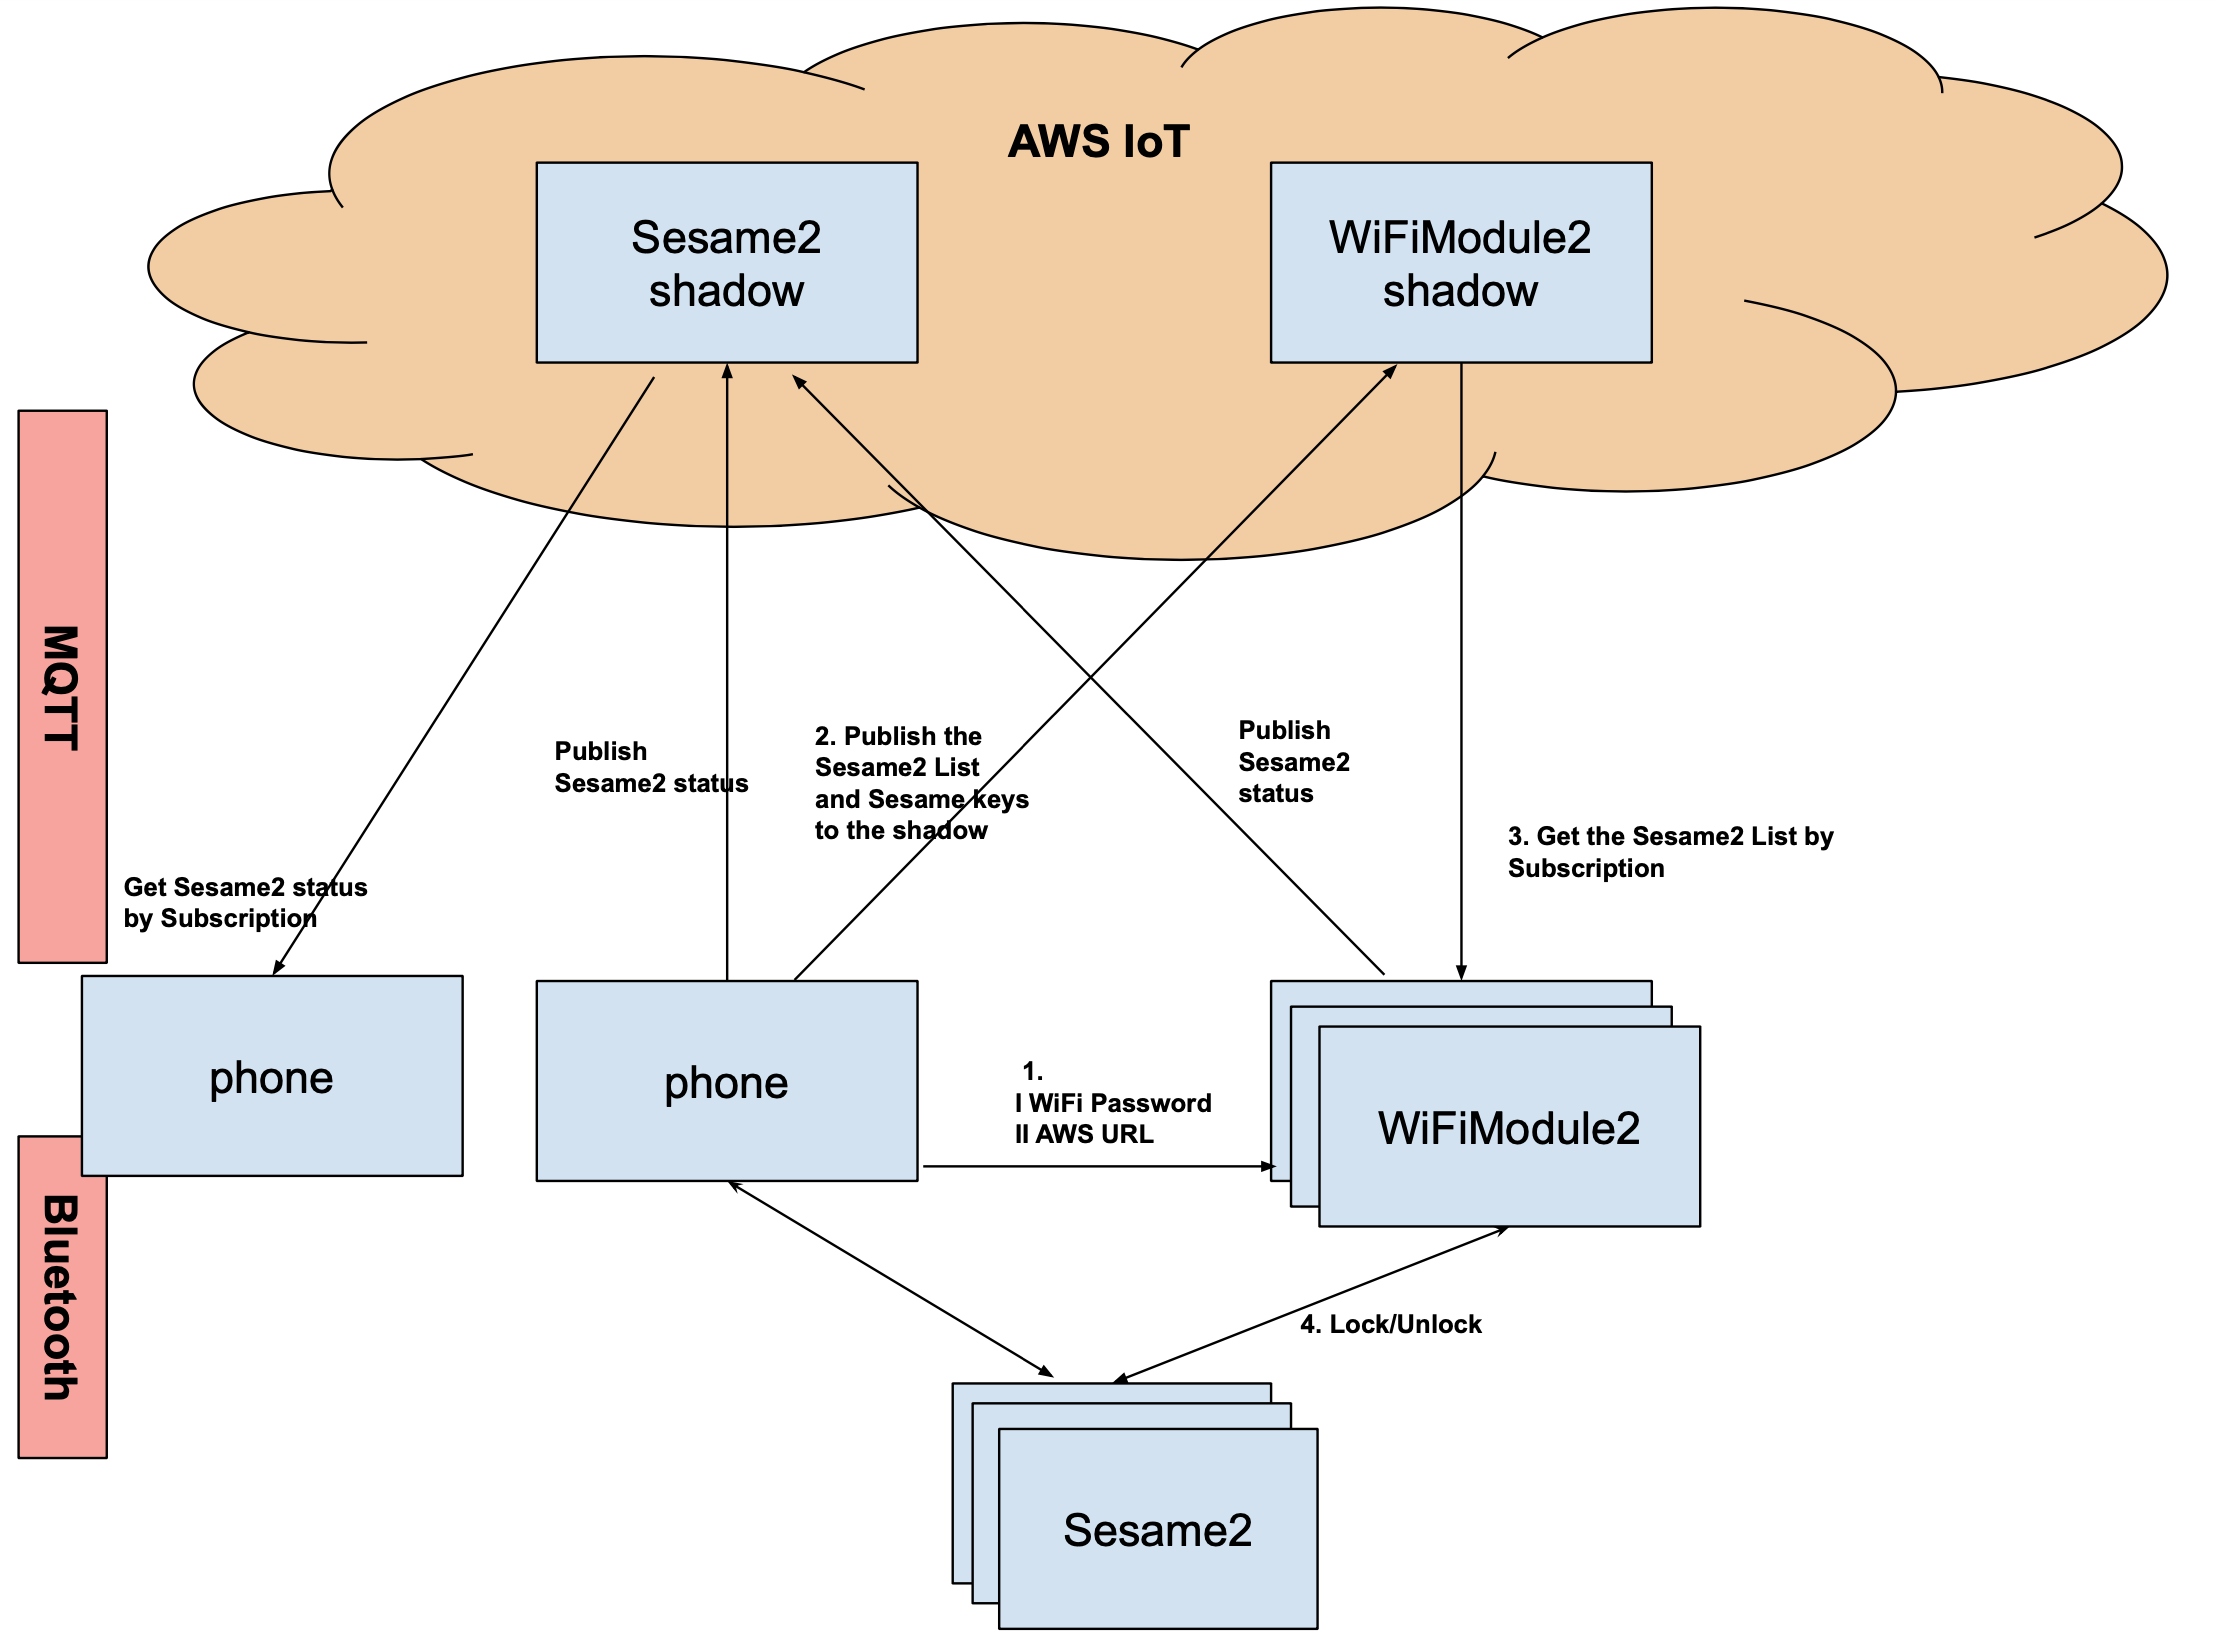 AWS IoT
Sesame2
shadow
WiFiModule2
shadow
MQTT
Publish
Sesame2 status
2. Publish the
Sesame2 List
and Sesame keys
to the shadow
Publish
Sesame2
status
3. Get the Sesame2 List by
Subscription
Get Sesame2 status
by Subscription
phone
phone
1.
I WiFi Password
II AWS URL
WiFiModule2
Bluetooth
4. Lock/Unlock
Sesame2